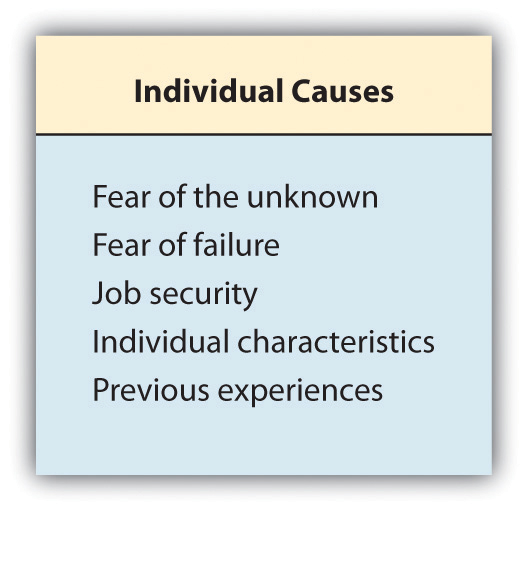 Individual Causes
Fear of the unknown
Fear of failure
Job security
Individual characteristics
Previous experiences